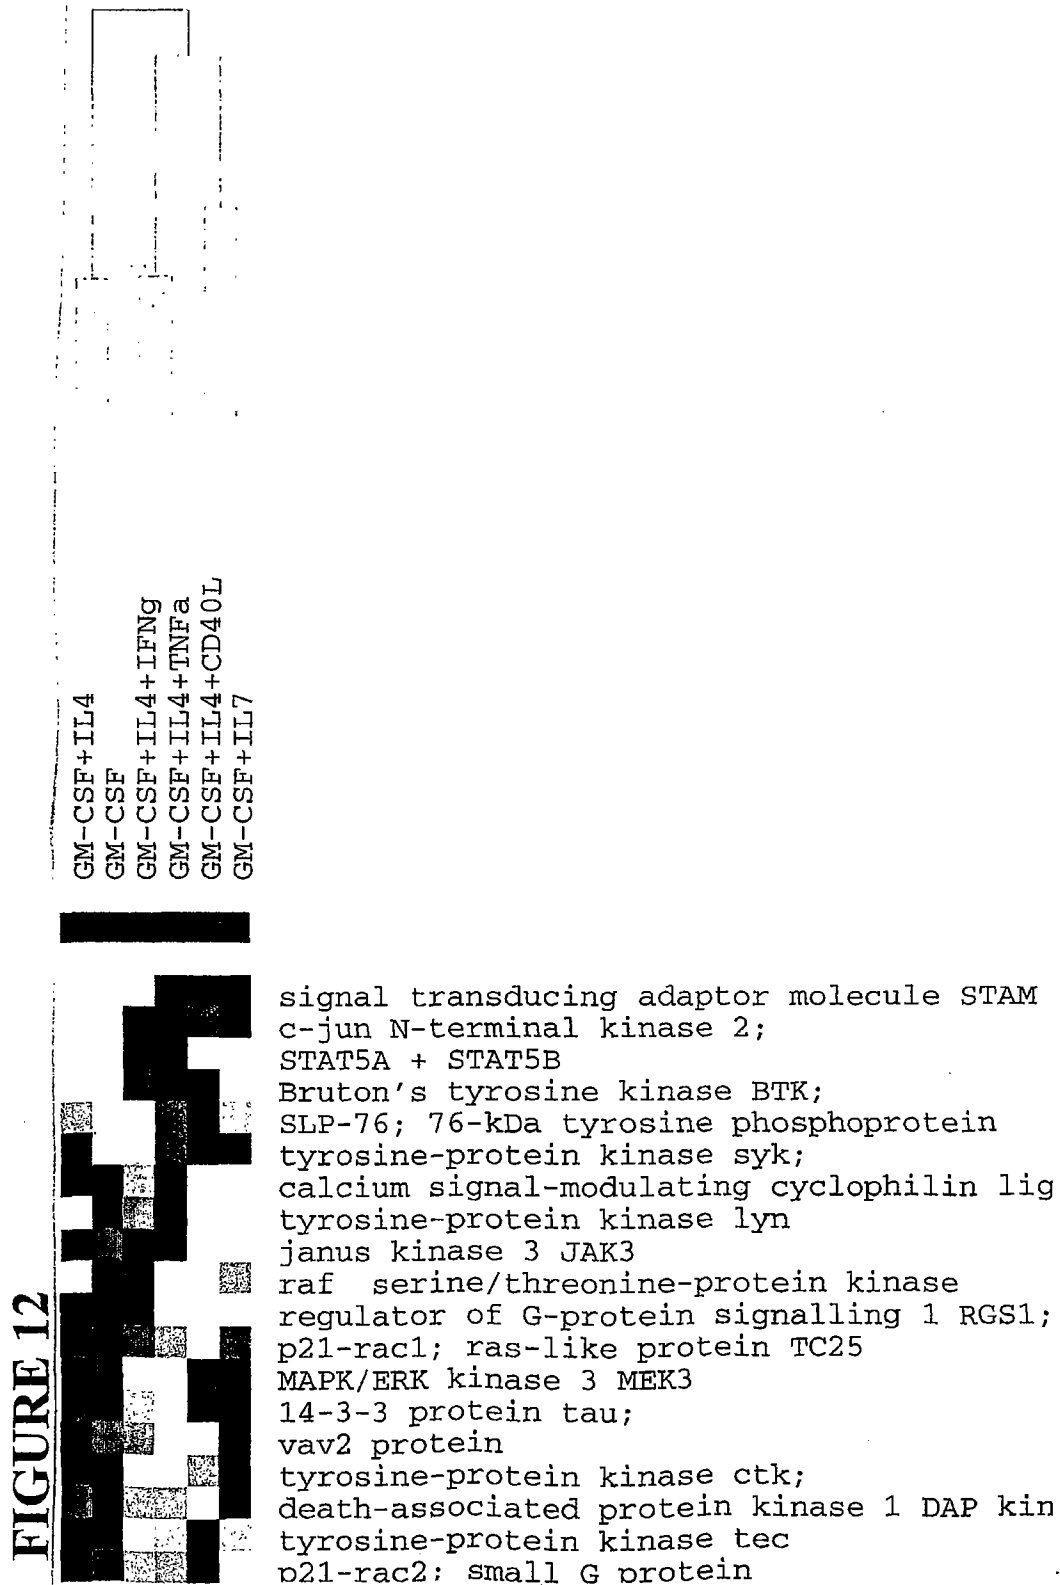 FIGURE 12
GM-CSF+IL4
GM-CSF
GM-CSF+IL4+IFNg
GM-CSF+IL4+TNFa
GM-CSF+IL4+CD40L
GM-CSF+IL7
signal transducing adaptor molecule STAM
c-jun N-terminal kinase 2;
STAT5A + STAT5B
Bruton's tyrosine kinase BTK;
SLP-76; 76-kDa tyrosine phosphoprotein
tyrosine-protein kinase syk;
calcium signal-modulating cyclophilin lig
tyrosine-protein kinase lyn
janus kinase 3 JAK3
raf serine/threonine-protein kinase
regulator of G-protein signalling 1 RGS1;
p21-rac1; ras-like protein TC25
MAPK/ERK kinase 3 MEK3
14-3-3 protein tau;
vav2 protein
tyrosine-protein kinase ctk;
death-associated protein kinase 1 DAP kin
tyrosine-protein kinase tec
p21-rac2; small G protein